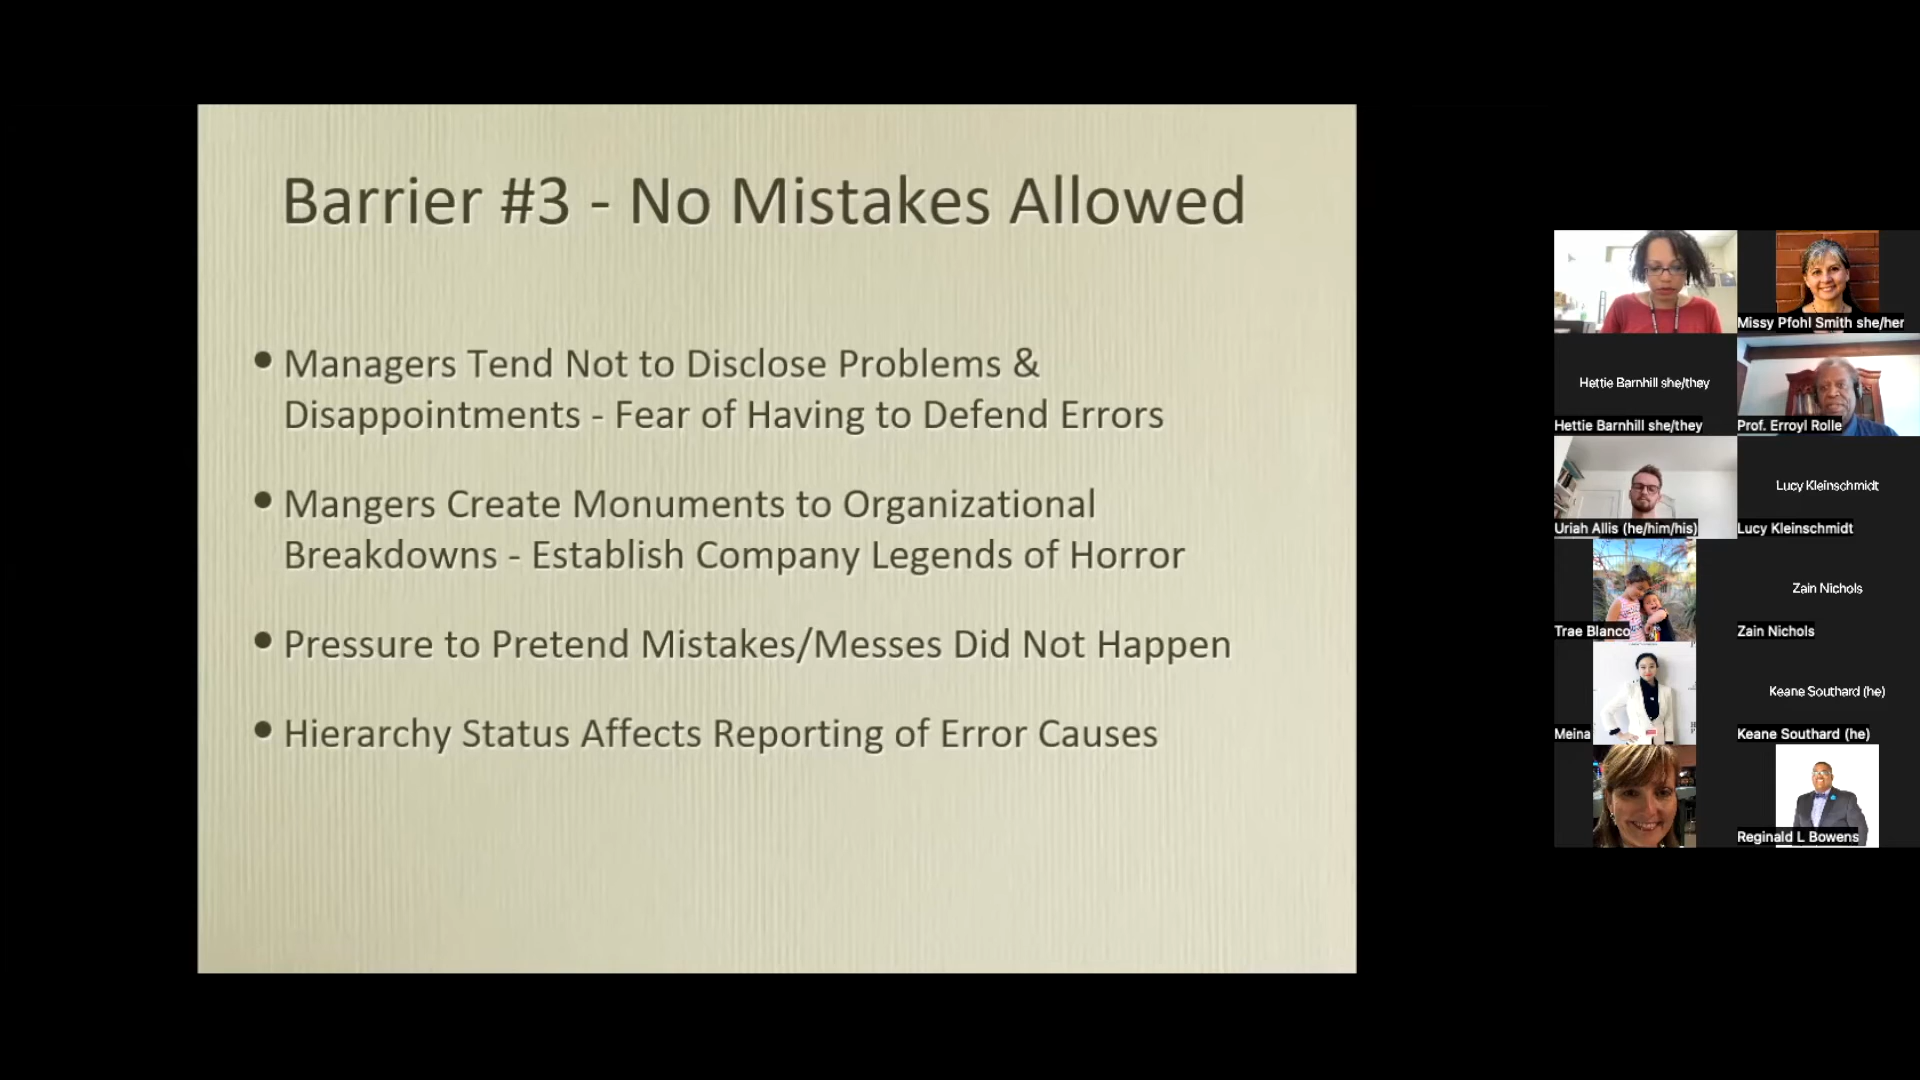 Barrier #3 - No Mistakes Allowed
• Managers Tend Not to Disclose Problems &
Disappointments - Fear of Having to Defend Errors
• Mangers Create Monuments to Organizational
Breakdowns - Establish Company Legends of Horror
• Pressure to Pretend Mistakes/Messes Did Not Happen
• Hierarchy Status Affects Reporting of Error Causes
Missy Pfohl Smith she/her
Hettie Barnhill she/they
Hettie Barnhill she/they
Prof. Erroyl Rolle
Uriah Allis (he/him/his)
Lucy Kleinschmidt
Lucy Kleinschmidt
Trae Blanco
Zain Nichols
Zain Nichols
Meina
Keane Southard (he)
Keane Southard (he)
Reginald L Bowens